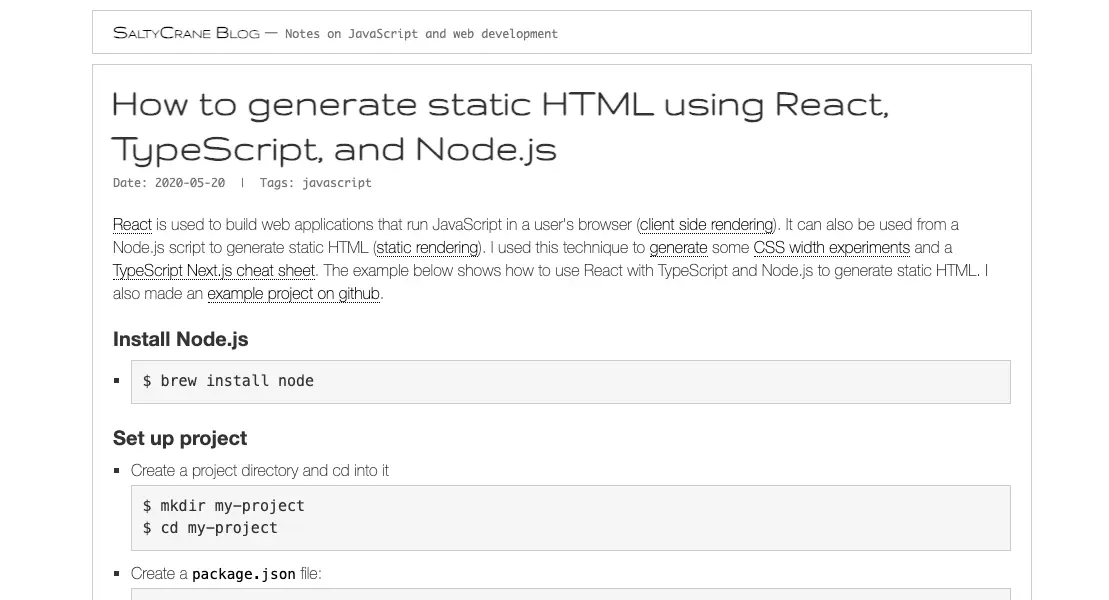 SaltyCrane Blog — Notes on JavaScript and web development
How to generate static HTML using React,
TypeScript, and Node.js
Date: 2020-05-20 | Tags: javascript
React is used to build web applications that run JavaScript in a user's browser (client side rendering). It can also be used from a
Node.js script to generate static HTML (static rendering). I used this technique to generate some CSS width experiments and a
TypeScript Next.js cheat sheet. The example below shows how to use React with TypeScript and Node.js to generate static HTML. I
also made an example project on github.
Install Node.js
$ brew install node
Set up project
Create a project directory and cd into it
$ mkdir my-project
$ cd my-project
Create a package.json file: